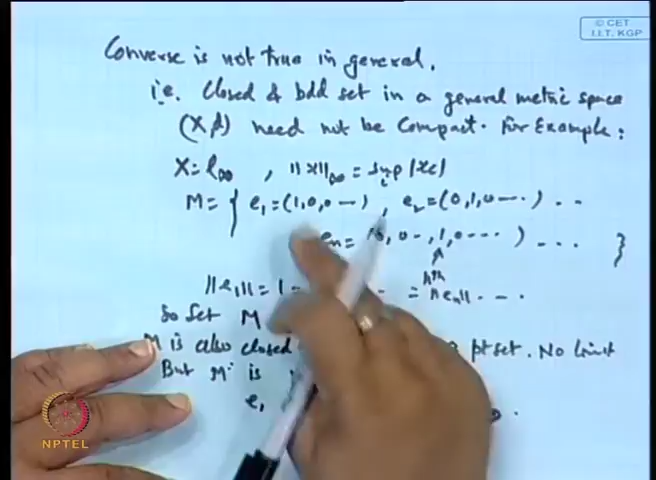 © CET
I.I.T. KGP
Converse is not true in general.
i.e. Closed & bdd set in a general metric space
(X, d) need not be Compact. For Example:
X = l∞ , ||x||∞ = sup |xi|
i
M = { e1 = (1, 0, 0 —) , e2 = (0, 1, 0 ----) ..
en = (0, 0 -, 1, 0 ---- ) --- }
nth
||e1|| = 1 -- - = ||en|| - - .
So Set M
M is also closed pt set. No limit
But M is
e1
NPTEL